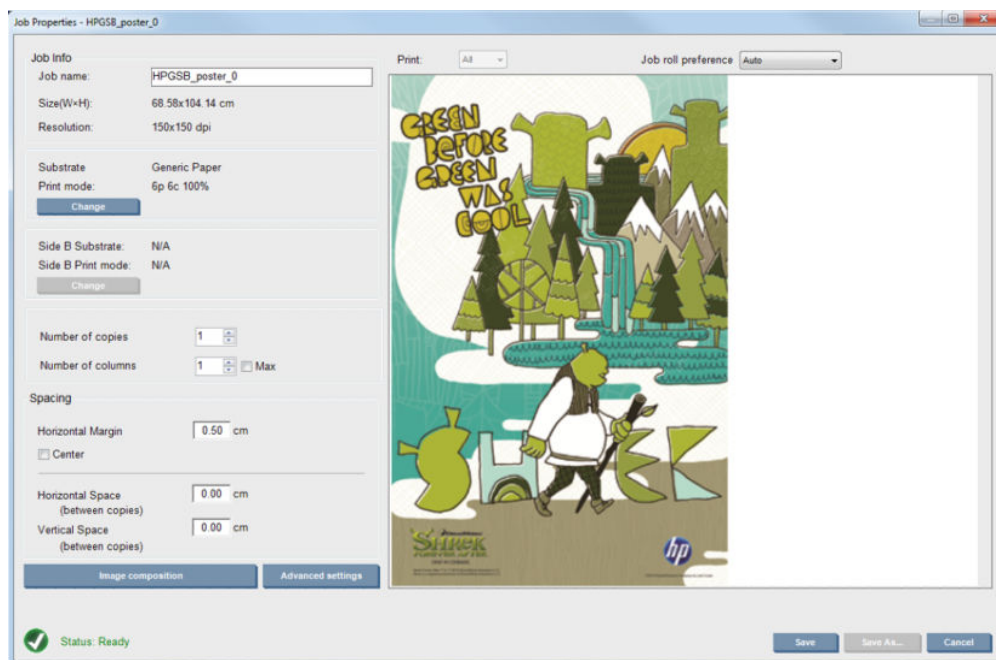 Job Properties - HPGSB_poster_0
Job Info
Job name: HPGSB_poster_0
Size(W×H): 68.58x104.14 cm
Resolution: 150x150 dpi
Substrate Generic Paper
Print mode: 6p 6c 100%
Change
Side B Substrate: N/A
Side B Print mode: N/A
Change
Number of copies 1
Number of columns 1 Max
Spacing
Horizontal Margin 0.50 cm
Center
Horizontal Space 0.00 cm
(between copies)
Vertical Space 0.00 cm
(between copies)
Image composition Advanced settings
Print: All Job roll preference Auto
GREEN
BEFORE
GREEN
WAS
COOL
SHREK
SHREK
hp
Status: Ready
Save Save As... Cancel